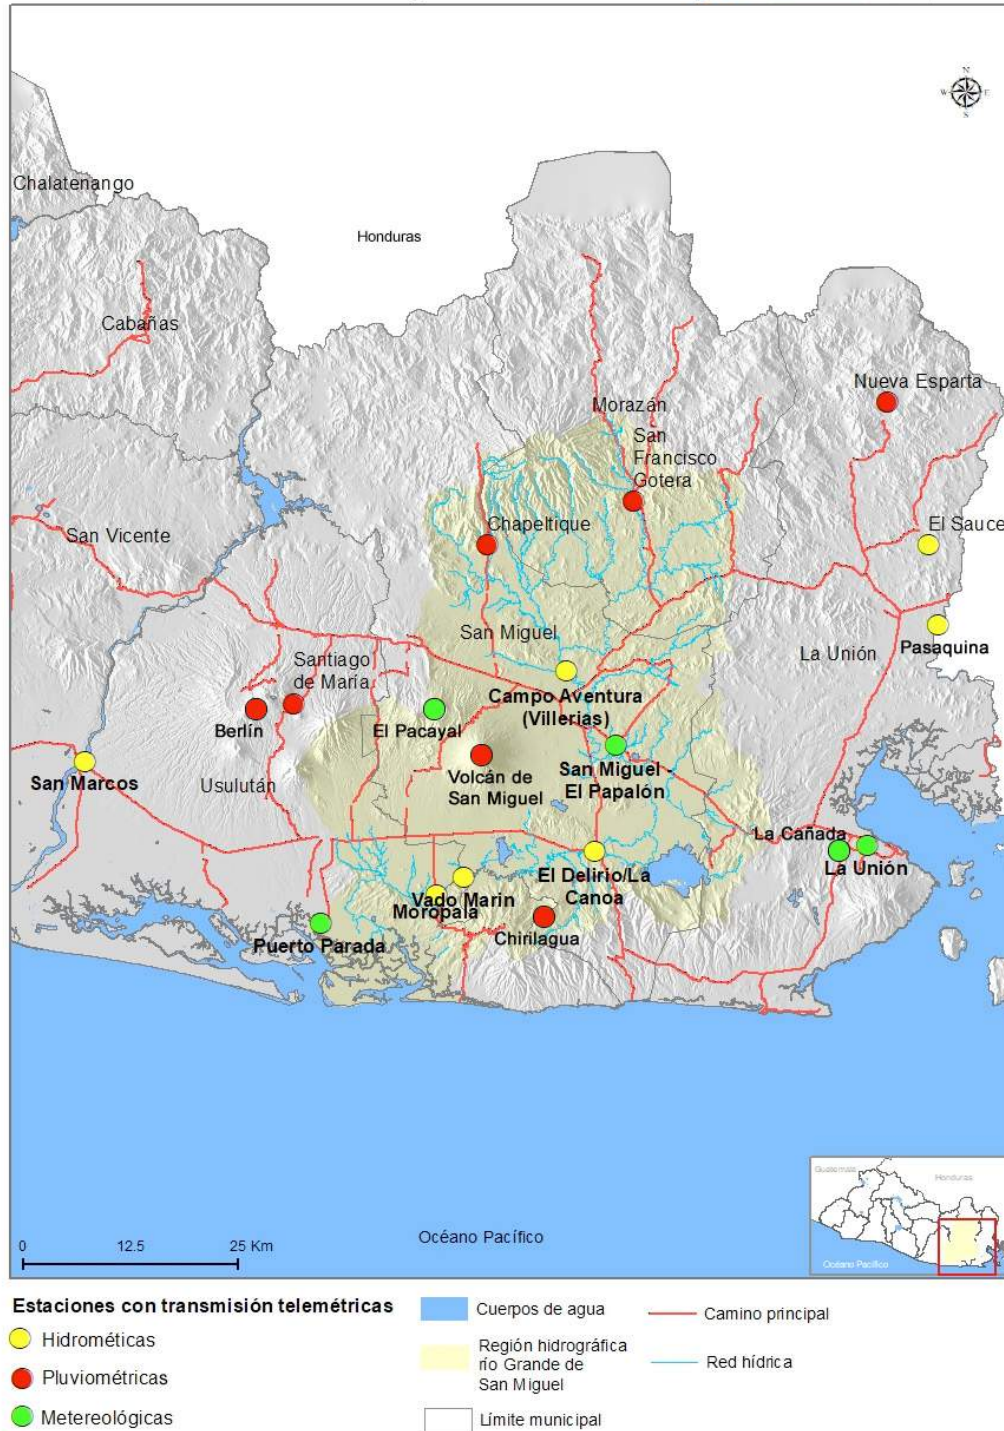 N
W E
S
Chalatenango
Honduras
Cabañas
Nueva Esparta
Morazán
San
Francisco
Gotera
San Vicente
Chapeltique
El Sauce
San Miguel
Pasaquina
La Unión
Santiago
de María
Campo Aventura
(Villerias)
Berlín
El Pacayal
San Marcos
Usulután
Volcán de
San Miguel
San Miguel -
El Papalón
La Cañada
La Unión
El Delirio/La
Canoa
Vado Marin
Moropala
Chirilagua
Puerto Parada
Océano Pacífico
0 12.5 25 Km
Guatemala
Honduras
Océano Pacífico
Estaciones con transmisión telemétricas
Hidrométicas
Pluviométricas
Metereológicas
Cuerpos de agua
Región hidrográfica
río Grande de
San Miguel
Límite municipal
Camino principal
Red hídrica